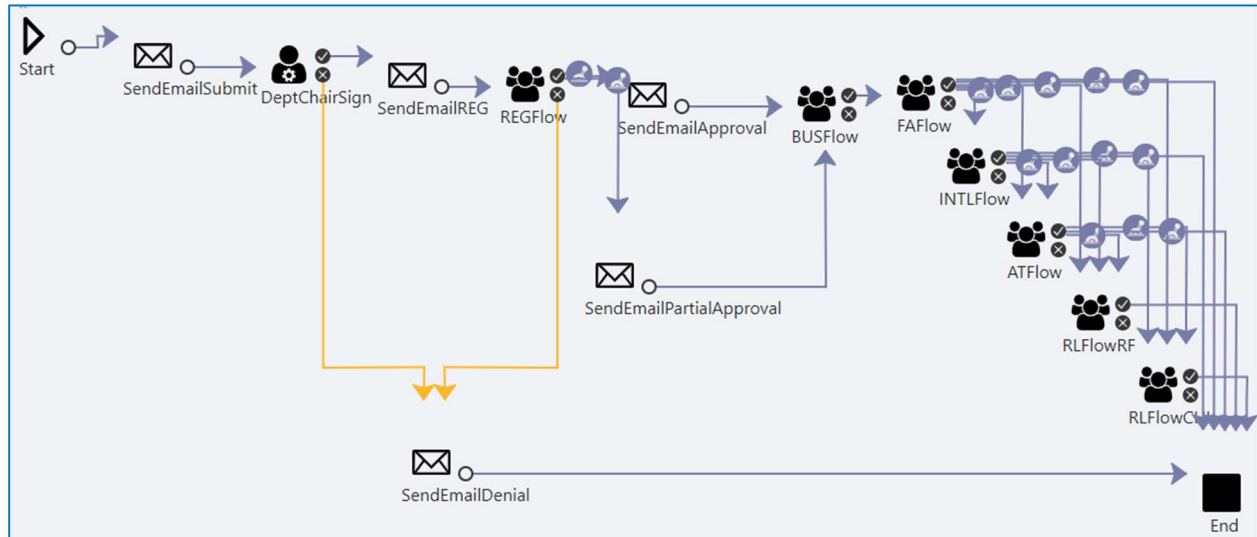 Start
SendEmailSubmit
DeptChairSign
SendEmailREG
REGFlow
SendEmailApproval
BUSFlow
FAFlow
INTLFlow
ATFlow
SendEmailPartialApproval
RLFlowRF
SendEmailDenial
End